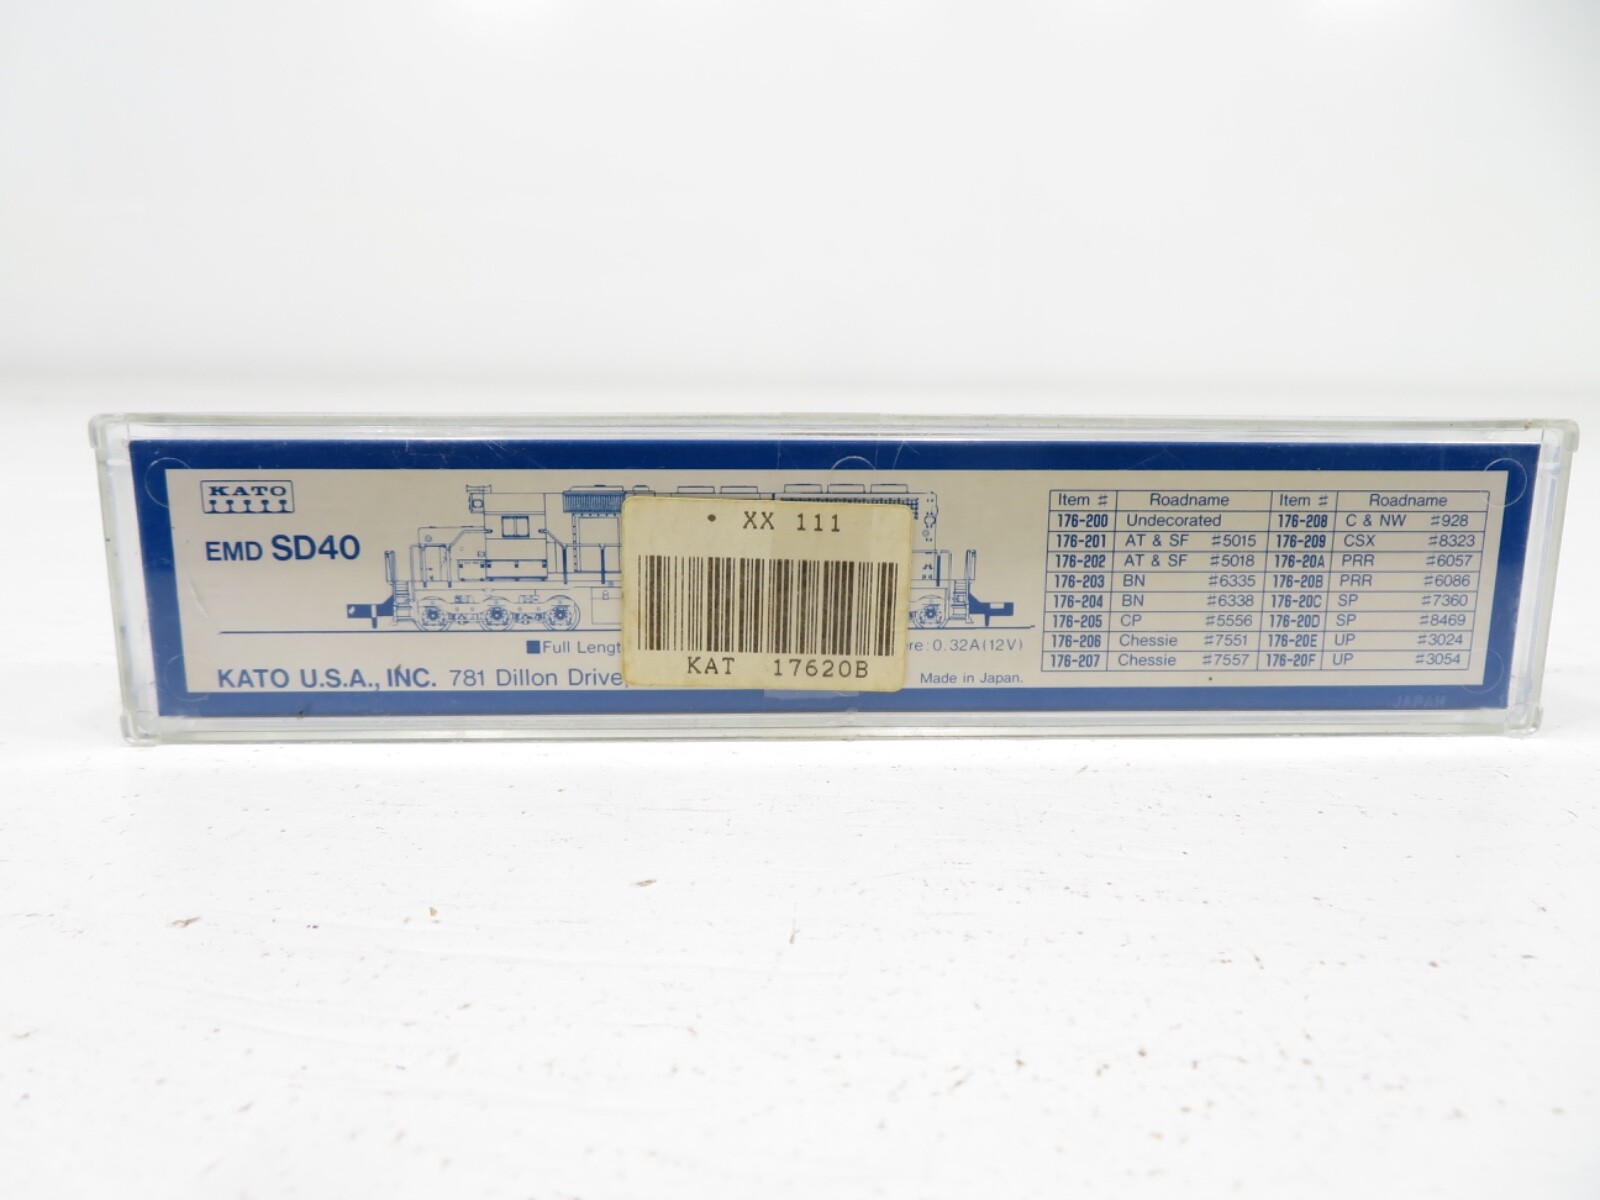 KATO
EMD SD40
• XX 111
KAT 17620B
■Full Lengt
ere:0.32A(12V)
KATO U.S.A., INC. 781 Dillon Drive,
Made in Japan.
Item # Roadname Item # Roadname
176-200 Undecorated 176-208 C & NW #928
176-201 AT & SF #5015 176-209 CSX #8323
176-202 AT & SF #5018 176-20A PRR #6057
176-203 BN #6335 176-20B PRR #6086
176-204 BN #6338 176-20C SP #7360
176-205 CP #5556 176-20D SP #8469
176-206 Chessie #7551 176-20E UP #3024
176-207 Chessie #7557 176-20F UP #3054
JAPAN